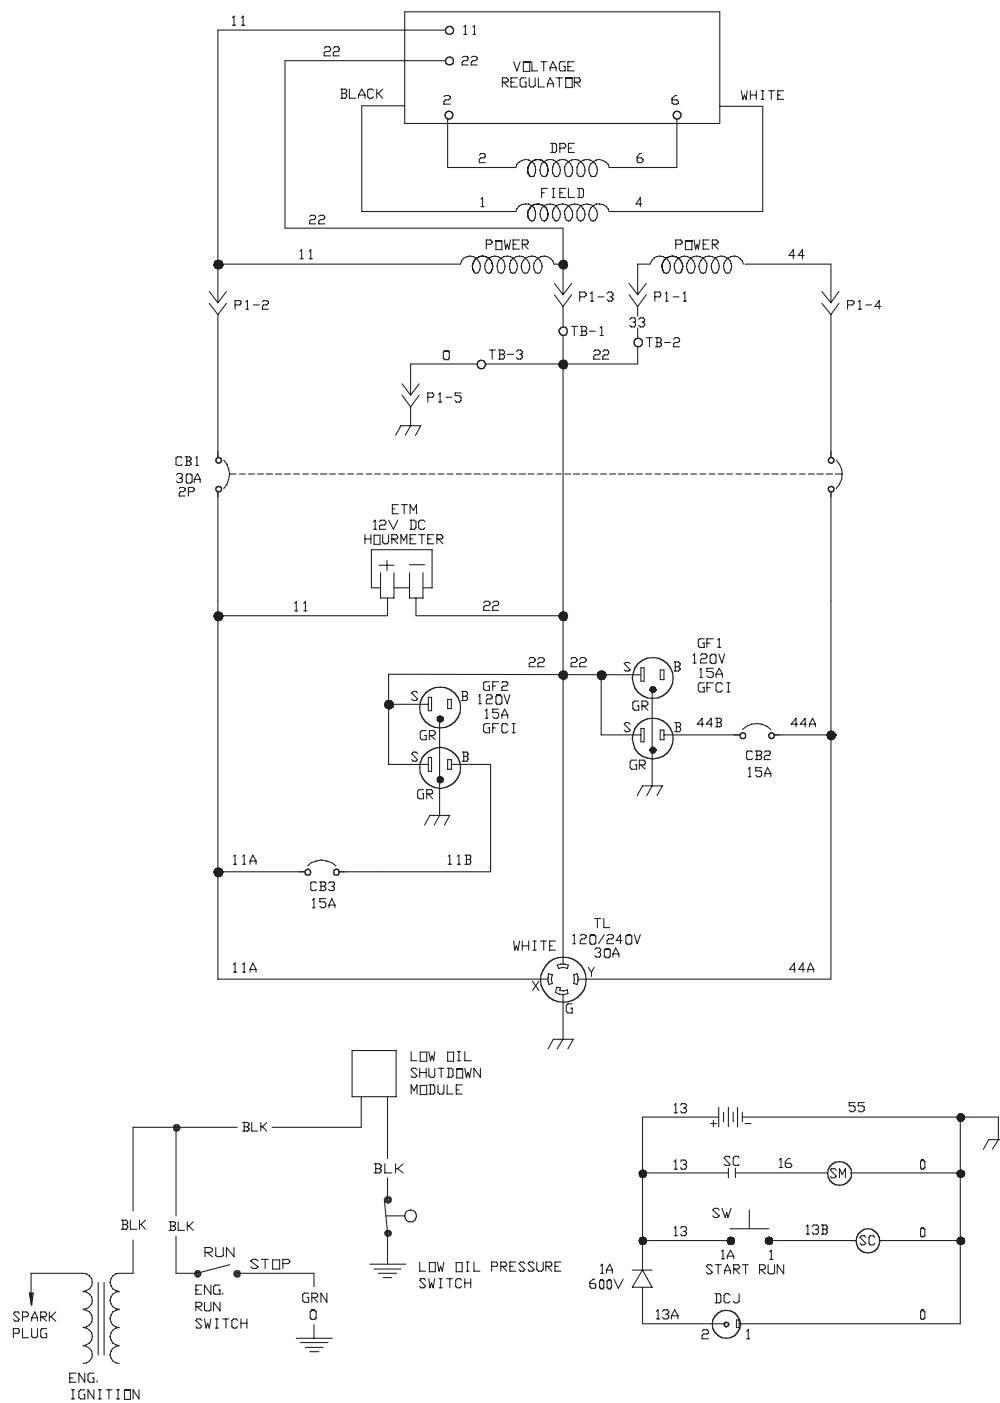 11
11
22
22
VOLTAGE
REGULATOR
BLACK
WHITE
2
6
DPE
2
6
FIELD
1
4
22
POWER
POWER
11
44
P1-2
P1-3
P1-1
P1-4
33
TB-1
TB-2
0
TB-3
22
P1-5
CB1
30A
2P
ETM
12V DC
HOURMETER
+
−
11
22
GF1
120V
15A
GFCI
22
22
S
B
GF2
120V
15A
GFCI
S
B
GR
GR
S
B
44B
44A
S
B
GR
CB2
15A
GR
11A
11B
CB3
15A
TL
120/240V
30A
WHITE
11A
44A
X
Y
G
LOW OIL
SHUTDOWN
MODULE
BLK
BLK
BLK
BLK
RUN
STOP
LOW OIL PRESSURE
SWITCH
ENG.
RUN
SWITCH
GRN
0
SPARK
PLUG
ENG.
IGNITION
13
55
+
-
13
SC
16
SM
0
SW
13
13B
SC
0
1A
1
START RUN
1A
600V
DCJ
13A
0
2
1